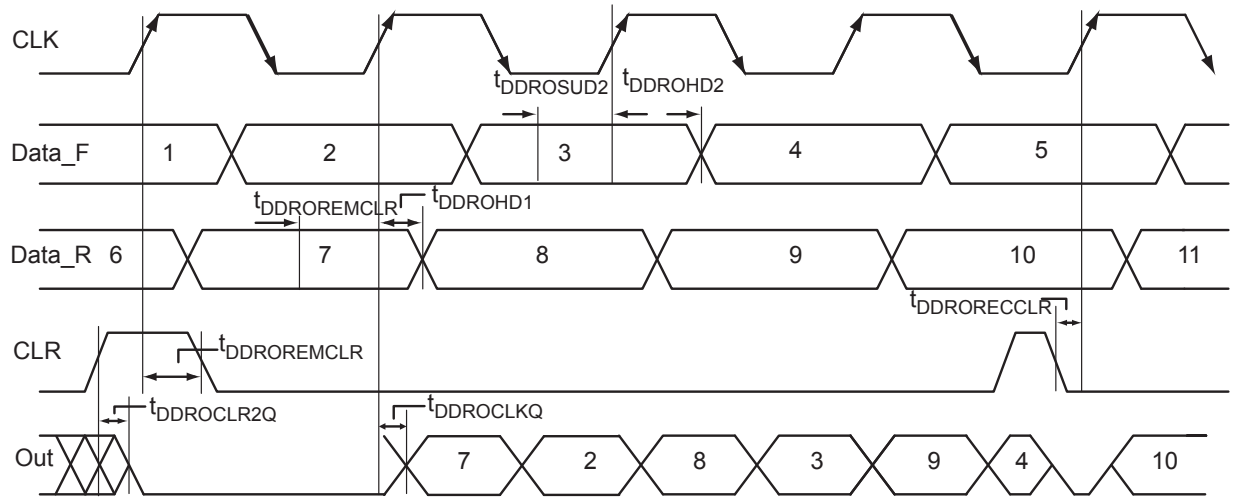 CLK
tDDROSUD2 tDDROHD2
Data_F 1 2 3 4 5
tDDROREMCLR tDDROHD1
Data_R 6 7 8 9 10 11
tDDRORECCLR
CLR tDDROREMCLR
tDDROCLR2Q tDDROCLKQ
Out 7 2 8 3 9 4 10